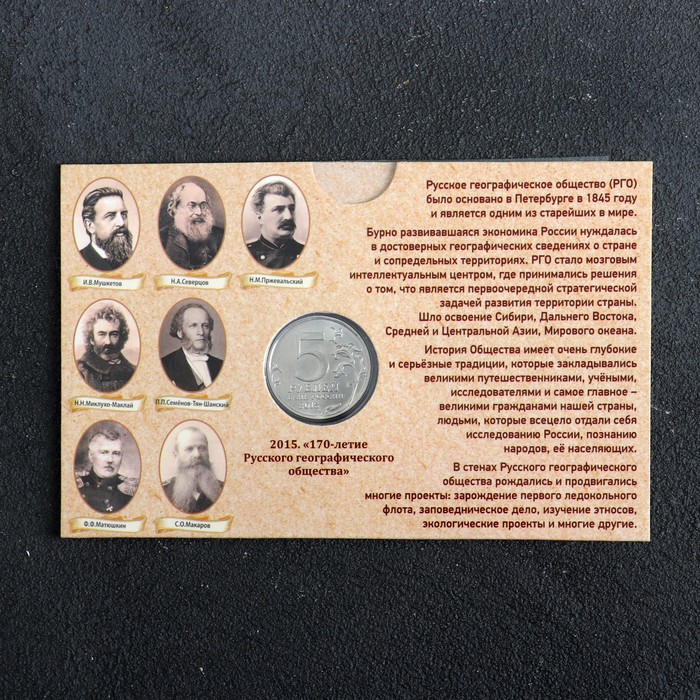 И.В.Мушкетов
Н.А.Северцов
Н.М.Пржевальский
Н.Н.Миклухо-Маклай
П.П.Семёнов-Тян-Шанский
Ф.Ф.Матюшкин
С.О.Макаров
5
РУБЛЕЙ
БАНК РОССИИ
2015
2015. «170-летие
Русского географического
общества»
Русское географическое общество (РГО)
было основано в Петербурге в 1845 году
и является одним из старейших в мире.
Бурно развивавшаяся экономика России нуждалась
в достоверных географических сведениях о стране
и сопредельных территориях. РГО стало мозговым
интеллектуальным центром, где принимались решения
о том, что является первоочередной стратегической
задачей развития территории страны.
Шло освоение Сибири, Дальнего Востока,
Средней и Центральной Азии, Мирового океана.
История Общества имеет очень глубокие
и серьёзные традиции, которые закладывались
великими путешественниками, учёными,
исследователями и самое главное –
великими гражданами нашей страны,
людьми, которые всецело отдали себя
исследованию России, познанию
народов, её населяющих.
В стенах Русского географического
общества рождались и продвигались
многие проекты: зарождение первого ледокольного
флота, заповедническое дело, изучение этносов,
экологические проекты и многие другие.